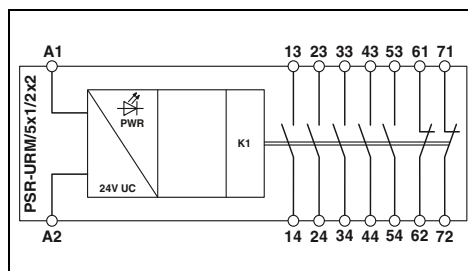 A1 13 23 33 43 53 61 71
PSR-URM/5x1/2x2
PWR
K1
24V UC
A2 14 24 34 44 54 62 72